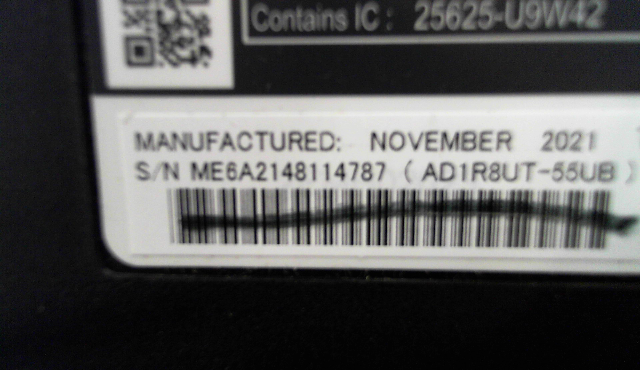 Contains IC : 25625-U9W42
MANUFACTURED: NOVEMBER 2021
S/N ME6A2148114787 ( AD1R8UT-55UB )